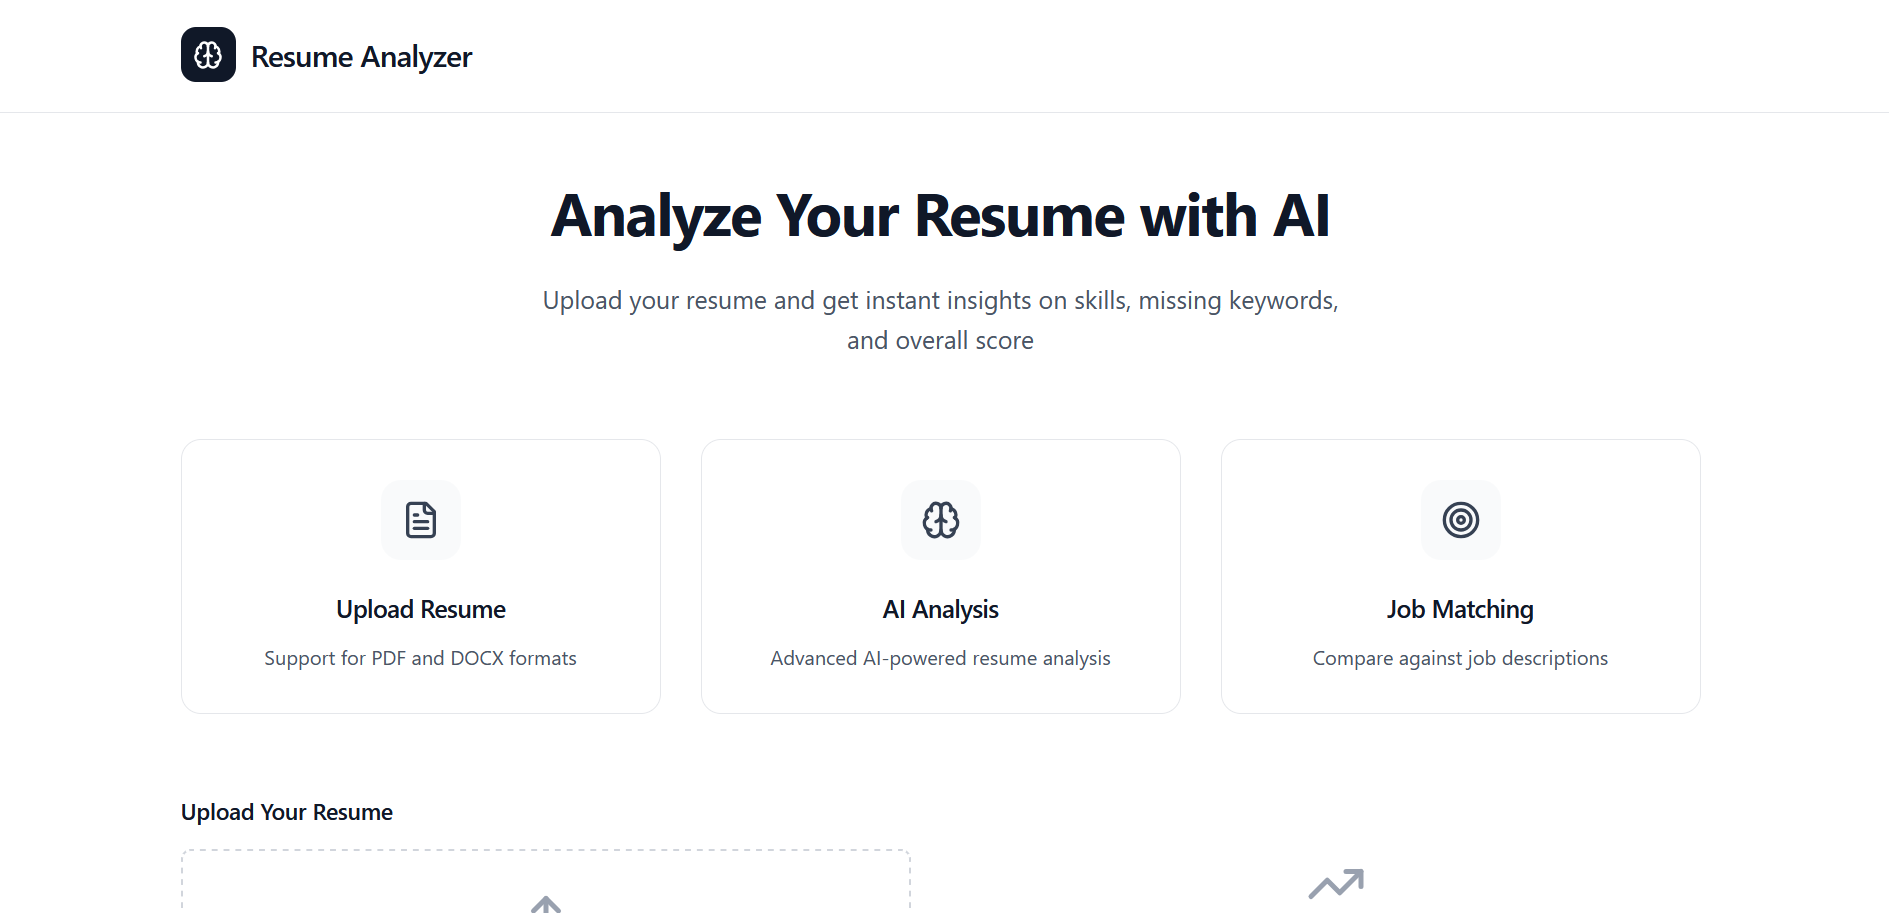 Resume Analyzer
Analyze Your Resume with AI
Upload your resume and get instant insights on skills, missing keywords,
and overall score
Upload Resume
Support for PDF and DOCX formats
AI Analysis
Advanced AI-powered resume analysis
Job Matching
Compare against job descriptions
Upload Your Resume